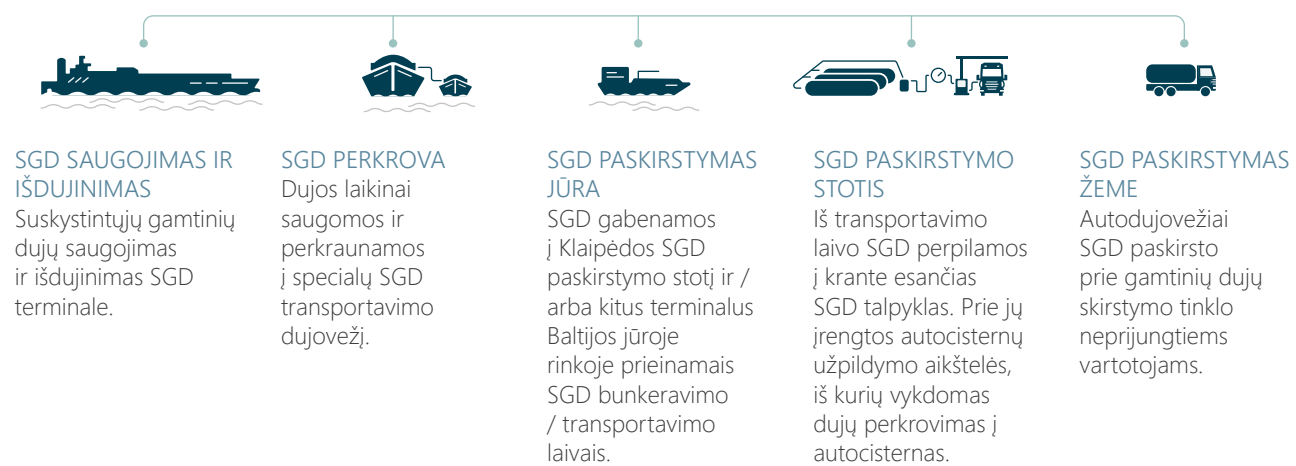 SGD SAUGOJIMAS IR
IŠDUJINIMAS
Suskystintųjų gamtinių
dujų saugojimas
ir išdujinimas SGD
terminale.
SGD PERKROVA
Dujos laikinai
saugomos ir
perkraunamos
į specialų SGD
transportavimo
dujovežį.
SGD PASKIRSTYMAS
JŪRA
SGD gabenamos
į Klaipėdos SGD
paskirstymo stotį ir /
arba kitus terminalus
Baltijos jūroje
rinkoje prieinamais
SGD bunkeravimo
/ transportavimo
laivais.
SGD PASKIRSTYMO
STOTIS
Iš transportavimo
laivo SGD perpilamos
į krante esančias
SGD talpyklas. Prie jų
įrengtos autocisternų
užpildymo aikštelės,
iš kurių vykdomas
dujų perkrovimas į
autocisternas.
SGD PASKIRSTYMAS
ŽEME
Autodujovežiai
SGD paskirsto
prie gamtinių dujų
skirstymo tinklo
neprijungtiems
vartotojams.